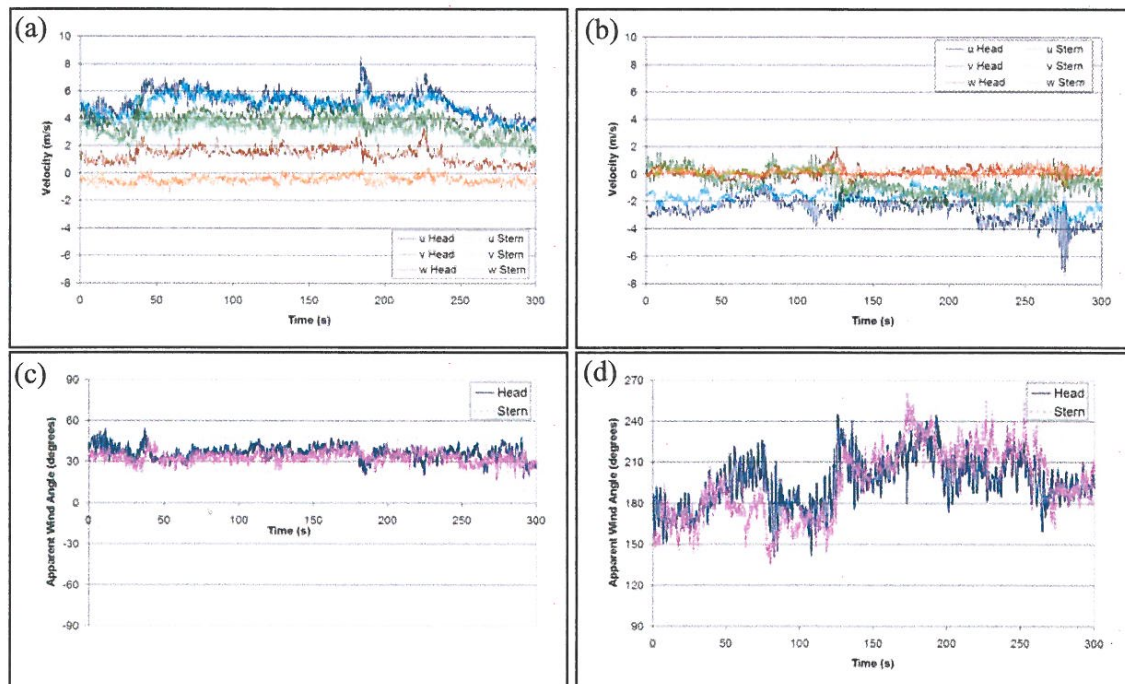 (a)
10
8
6
4
2
0
-2
-4
-6
-8
Velocity (m/s)
u Head u Stern
v Head v Stern
w Head w Stern
0 50 100 150 200 250 300
Time (s)
(b)
10
8
6
4
2
0
-2
-4
-6
-8
Velocity (m/s)
u Head u Stern
v Head v Stern
w Head w Stern
0 50 100 150 200 250 300
Time (s)
(c)
90
60
30
0
-30
-60
-90
Apparent Wind Angle (degrees)
Head
Stern
0 50 100 150 200 250 300
Time (s)
(d)
270
240
210
180
150
120
90
Apparent Wind Angle (degrees)
Head
Stern
0 50 100 150 200 250 300
Time (s)